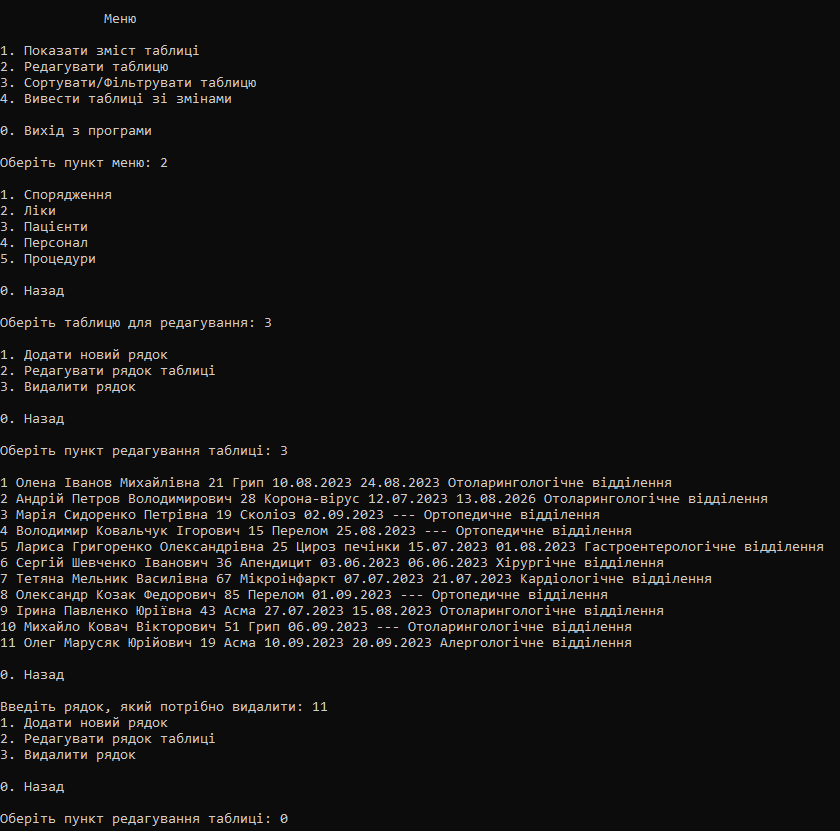 Меню
1. Показати зміст таблиці
2. Редагувати таблицю
3. Сортувати/Фільтрувати таблицю
4. Вивести таблиці зі змінами
0. Вихід з програми
Оберіть пункт меню: 2
1. Спорядження
2. Ліки
3. Пацієнти
4. Персонал
5. Процедури
0. Назад
Оберіть таблицю для редагування: 3
1. Додати новий рядок
2. Редагувати рядок таблиці
3. Видалити рядок
0. Назад
Оберіть пункт редагування таблиці: 3
1 Олена Іванов Михайлівна 21 Грип 10.08.2023 24.08.2023 Отоларингологічне відділення
2 Андрій Петров Володимирович 28 Корона-вірус 12.07.2023 13.08.2026 Отоларингологічне відділення
3 Марія Сидоренко Петрівна 19 Сколіоз 02.09.2023 --- Ортопедичне відділення
4 Володимир Ковальчук Ігорович 15 Перелом 25.08.2023 --- Ортопедичне відділення
5 Лариса Григоренко Олександрівна 25 Цироз печінки 15.07.2023 01.08.2023 Гастроентерологічне відділення
6 Сергій Шевченко Іванович 36 Апендицит 03.06.2023 06.06.2023 Хірургічне відділення
7 Тетяна Мельник Василівна 67 Мікроінфаркт 07.07.2023 21.07.2023 Кардіологічне відділення
8 Олександр Козак Федорович 85 Перелом 01.09.2023 --- Ортопедичне відділення
9 Ірина Павленко Юріївна 43 Асма 27.07.2023 15.08.2023 Отоларингологічне відділення
10 Михайло Ковач Вікторович 51 Грип 06.09.2023 --- Отоларингологічне відділення
11 Олег Марусяк Юрійович 19 Асма 10.09.2023 20.09.2023 Алергологічне відділення
0. Назад
Введіть рядок, який потрібно видалити: 11
1. Додати новий рядок
2. Редагувати рядок таблиці
3. Видалити рядок
0. Назад
Оберіть пункт редагування таблиці: 0